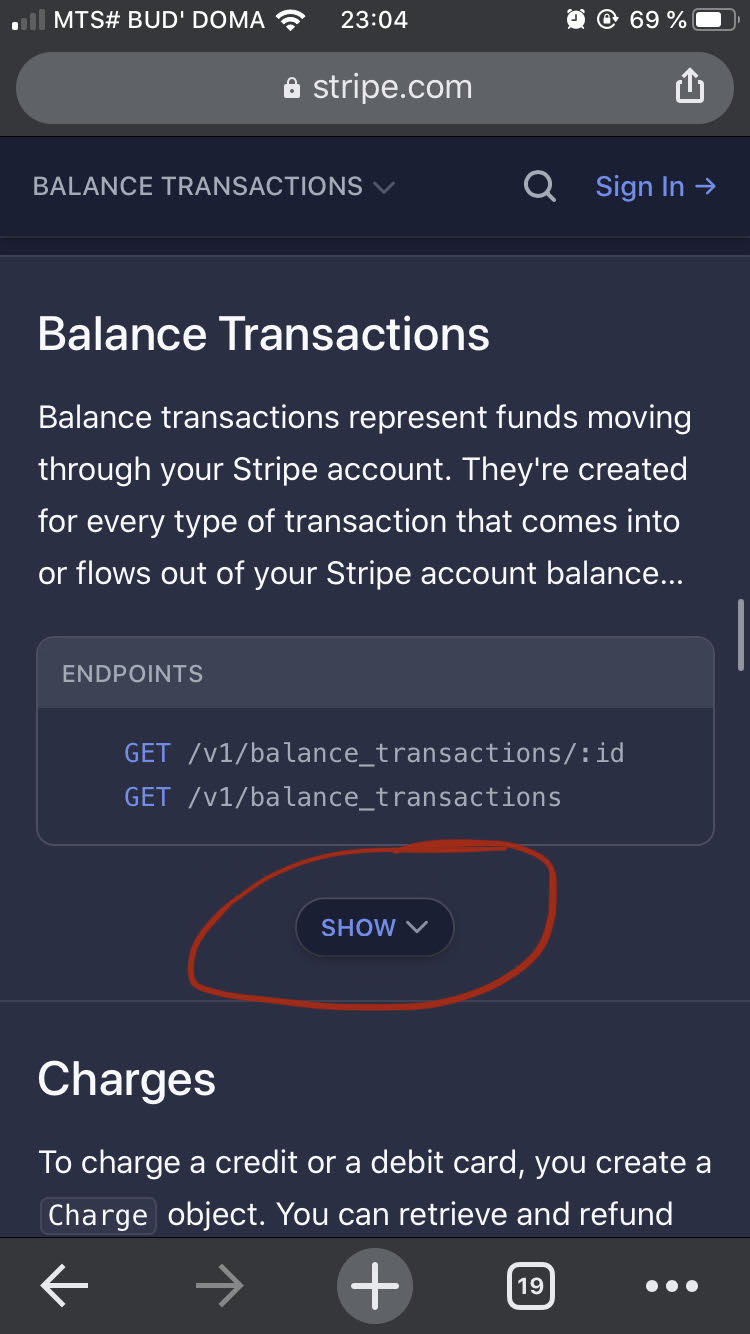 MTS# BUD' DOMA 23:04 69 %
stripe.com
BALANCE TRANSACTIONS Sign In →
Balance Transactions
Balance transactions represent funds moving
through your Stripe account. They're created
for every type of transaction that comes into
or flows out of your Stripe account balance...
ENDPOINTS
GET /v1/balance_transactions/:id
GET /v1/balance_transactions
SHOW
Charges
To charge a credit or a debit card, you create a
Charge object. You can retrieve and refund
19